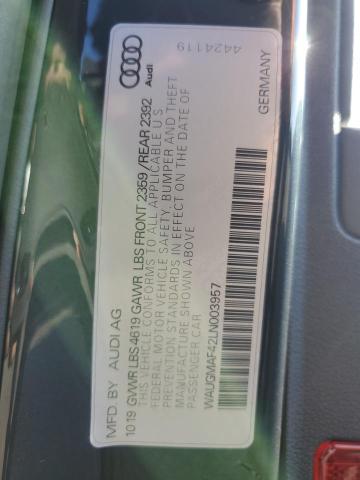 MFD. BY AUDI AG
10 19 GVWR LBS 4619 GAWR LBS FRONT 2359 / REAR 2392
THIS VEHICLE CONFORMS TO ALL APPLICABLE U S
FEDERAL MOTOR VEHICLE SAFETY, BUMPER AND THEFT
PREVENTION STANDARDS IN EFFECT ON THE DATE OF
MANUFACTURE SHOWN ABOVE
PASSENGER CAR
WAUGMAF42LN003957
Audi
4424119
GERMANY